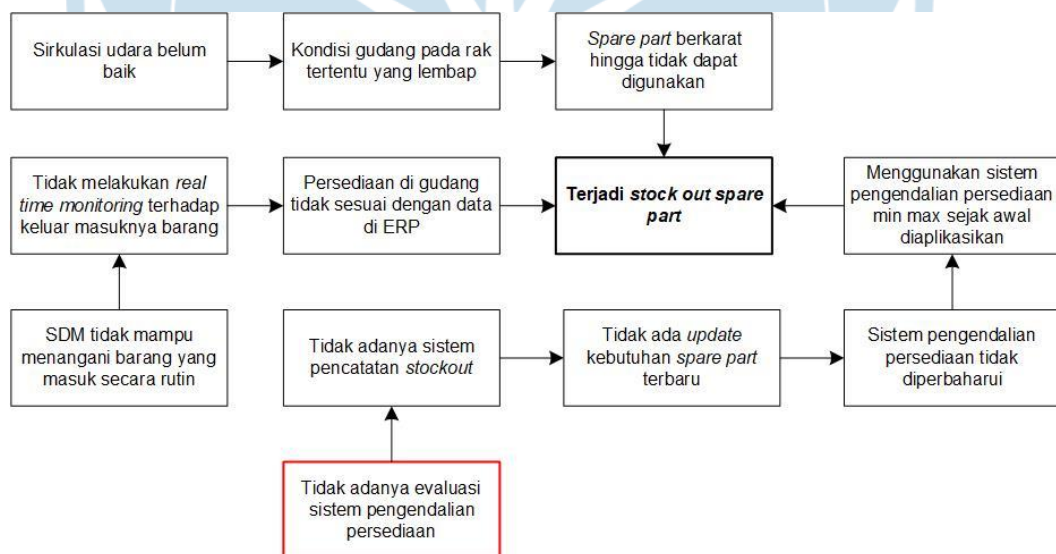 Sirkulasi udara belum
baik
Kondisi gudang pada rak
tertentu yang lembap
Spare part berkarat
hingga tidak dapat
digunakan
Tidak melakukan real
time monitoring terhadap
keluar masuknya barang
Persediaan di gudang
tidak sesuai dengan data
di ERP
Terjadi stock out spare
part
Menggunakan sistem
pengendalian persediaan
min max sejak awal
diaplikasikan
SDM tidak mampu
menangani barang yang
masuk secara rutin
Tidak adanya sistem
pencatatan stockout
Tidak ada update
kebutuhan spare part
terbaru
Sistem pengendalian
persediaan tidak
diperbaharui
Tidak adanya evaluasi
sistem pengendalian
persediaan